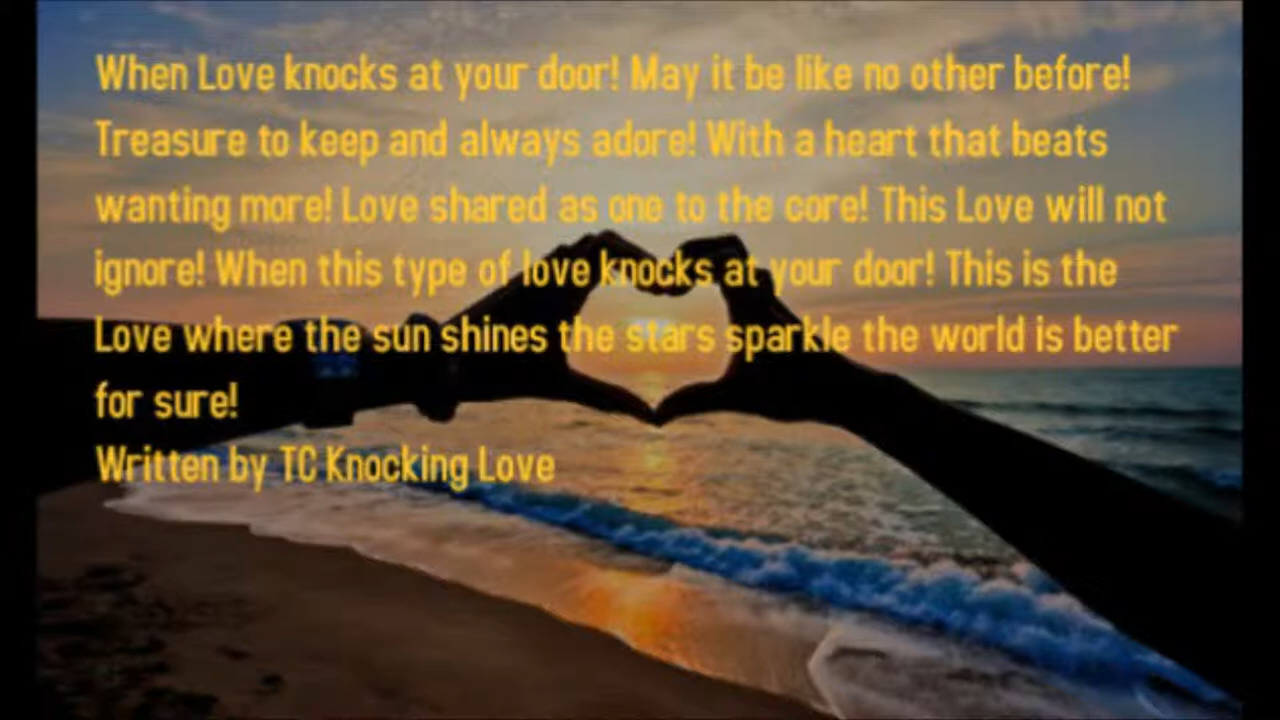 When Love knocks at your door! May it be like no other before!
Treasure to keep and always adore! With a heart that beats
wanting more! Love shared as one to the core! This Love will not
ignore! When this type of love knocks at your door! This is the
Love where the sun shines the stars sparkle the world is better
for sure!
Written by TC Knocking Love